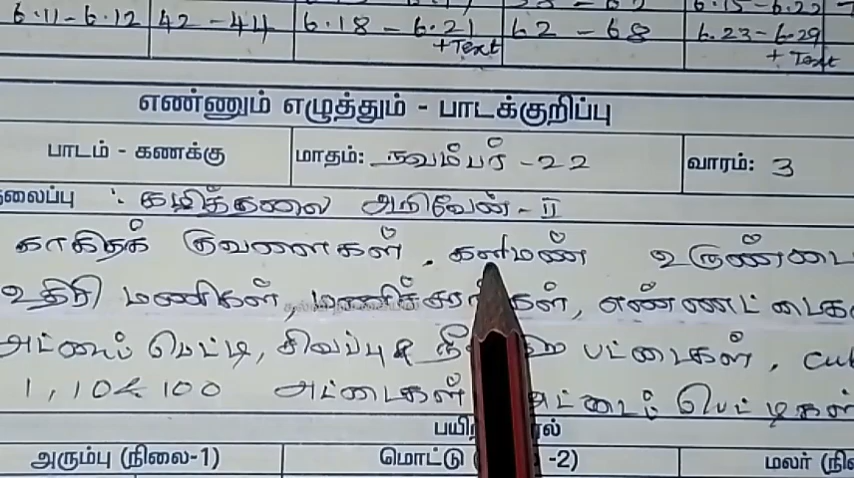 6.11-6.12 42-44 6.18-6.21 62-68 6.23-6.29
+Text + Text
எண்ணும் எழுத்தும் - பாடக்குறிப்பு
பாடம் - கணக்கு மாதம்: நவம்பர்-22 வாரம்: 3
தலைப்பு : கழித்தலை அறிவேன்-II
காகிதக் குவளைகள், களிமண் உருண்டை
உதிரி மணிகள், மணிச்சரங்கள், எண்ணட்டைகள்
அட்டைப் பெட்டி, சிவப்பு & நீல பட்டைகள்,
1, 10 & 100 அட்டைகள் அட்டைப் பெட்டிகள்
அரும்பு (நிலை-1) மொட்டு -2) மலர்